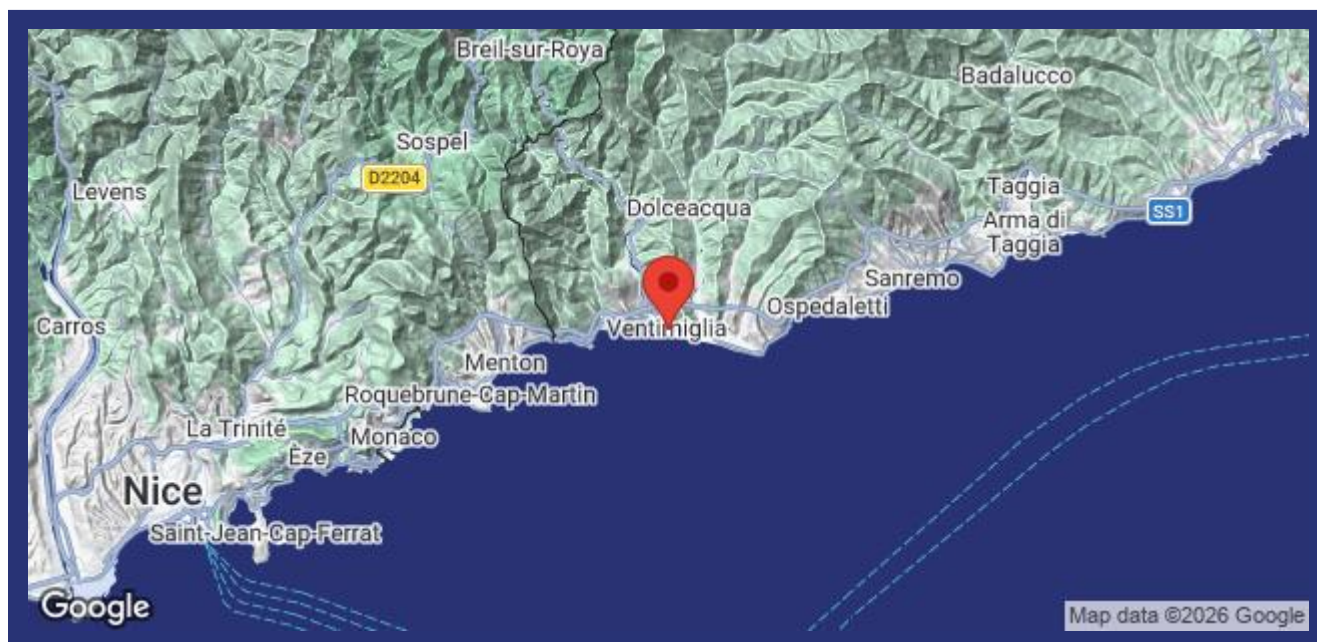 Breil-sur-Roya
Badalucco
Sospel
D2204
Levens
Taggia
Dolceacqua
SS1
Arma di
Taggia
Sanremo
Ospedaletti
Carros
Ventimiglia
Menton
Roquebrune-Cap-Martin
La Trinité
Monaco
Èze
Nice
Saint-Jean-Cap-Ferrat
Google
Map data ©2026 Google